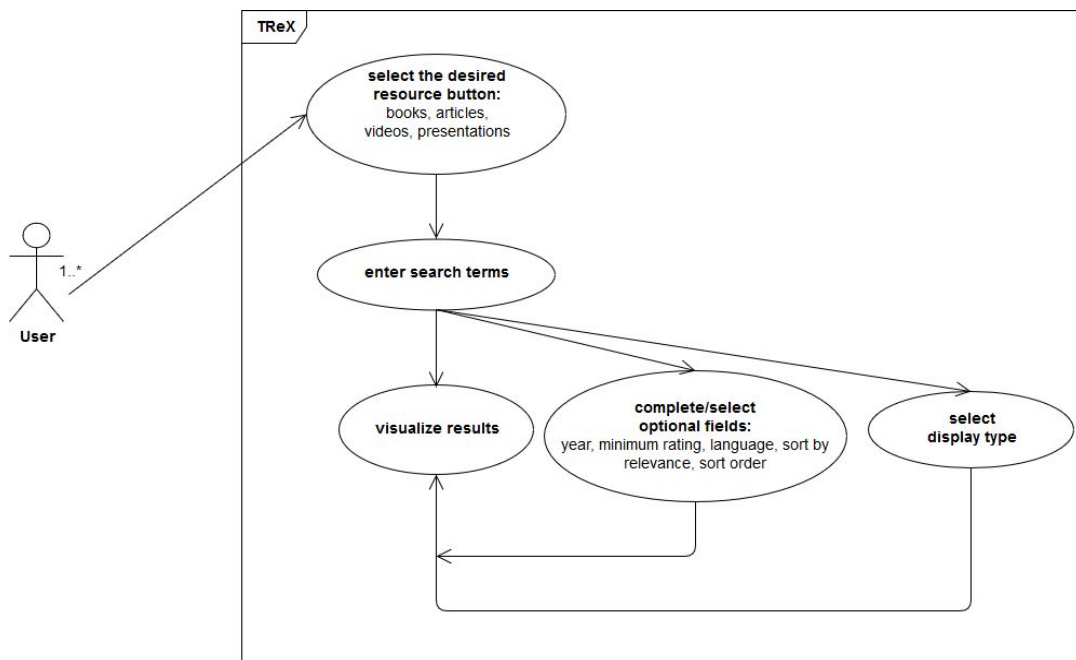 TReX
select the desired
resource button:
books, articles,
videos, presentations
enter search terms
1..*
User
visualize results
complete/select
optional fields:
year, minimum rating, language, sort by
relevance, sort order
select
display type